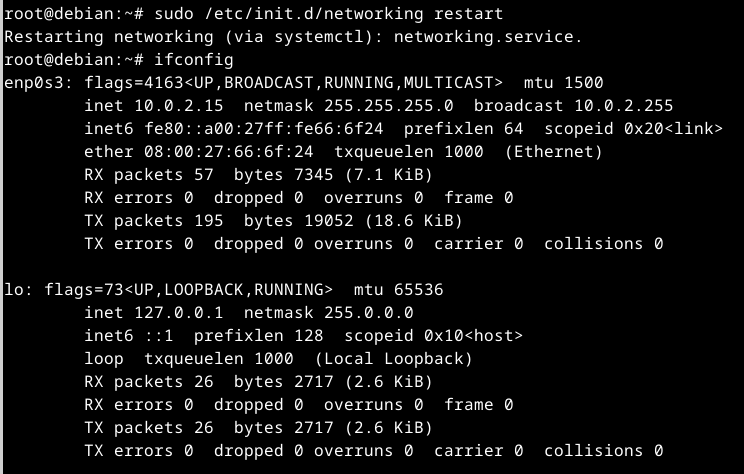 root@debian:~# sudo /etc/init.d/networking restart
Restarting networking (via systemctl): networking.service.
root@debian:~# ifconfig
enp0s3: flags=4163<UP,BROADCAST,RUNNING,MULTICAST>  mtu 1500
        inet 10.0.2.15  netmask 255.255.255.0  broadcast 10.0.2.255
        inet6 fe80::a00:27ff:fe66:6f24  prefixlen 64  scopeid 0x20<link>
        ether 08:00:27:66:6f:24  txqueuelen 1000  (Ethernet)
        RX packets 57  bytes 7345 (7.1 KiB)
        RX errors 0  dropped 0  overruns 0  frame 0
        TX packets 195  bytes 19052 (18.6 KiB)
        TX errors 0  dropped 0 overruns 0  carrier 0  collisions 0

lo: flags=73<UP,LOOPBACK,RUNNING>  mtu 65536
        inet 127.0.0.1  netmask 255.0.0.0
        inet6 ::1  prefixlen 128  scopeid 0x10<host>
        loop  txqueuelen 1000  (Local Loopback)
        RX packets 26  bytes 2717 (2.6 KiB)
        RX errors 0  dropped 0  overruns 0  frame 0
        TX packets 26  bytes 2717 (2.6 KiB)
        TX errors 0  dropped 0 overruns 0  carrier 0  collisions 0